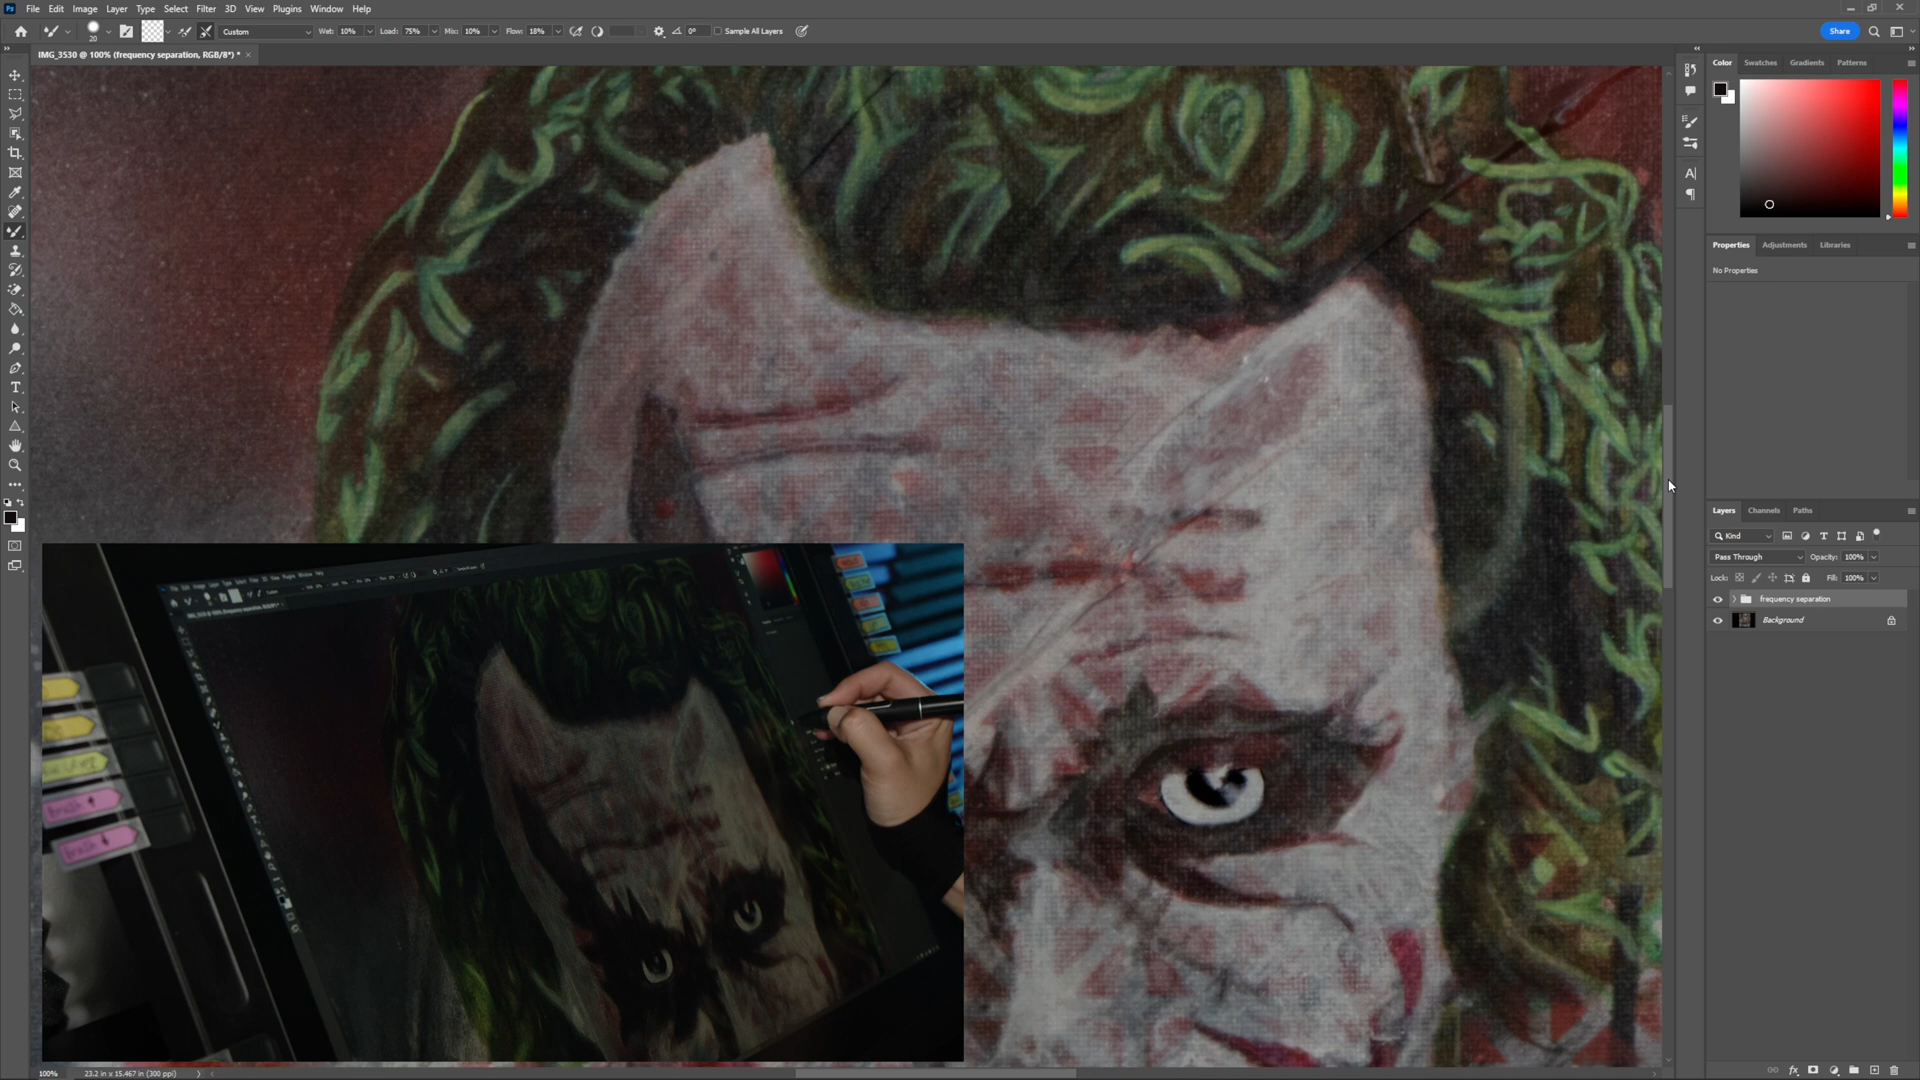 Ps File Edit Image Layer Type Select Filter 3D View Plugins Window Help
20 Custom Wet: 10% Load: 75% Mix: 10% Flow: 18% 0° Sample All Layers Share
IMG_3530 @ 100% (frequency separation, RGB/8*) * ×
Color Swatches Gradients Patterns
Properties Adjustments Libraries
No Properties
Layers Channels Paths
Kind
Pass Through Opacity: 100%
Lock: Fill: 100%
frequency separation
Background
100% 23.2 in x 15.467 in (300 ppi)